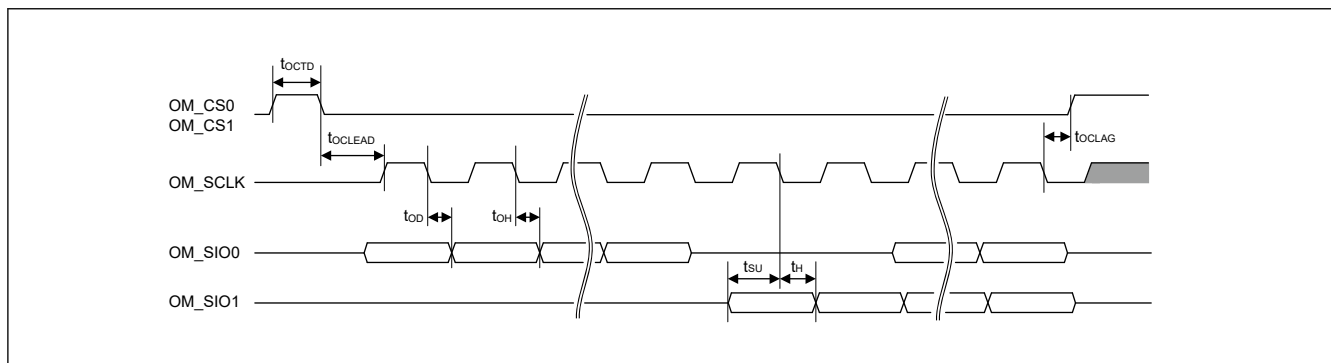 tOCTD
OM_CS0
OM_CS1
tOCLEAD
tOCLAG
OM_SCLK
tOD
tOH
OM_SIO0
tSU
tH
OM_SIO1